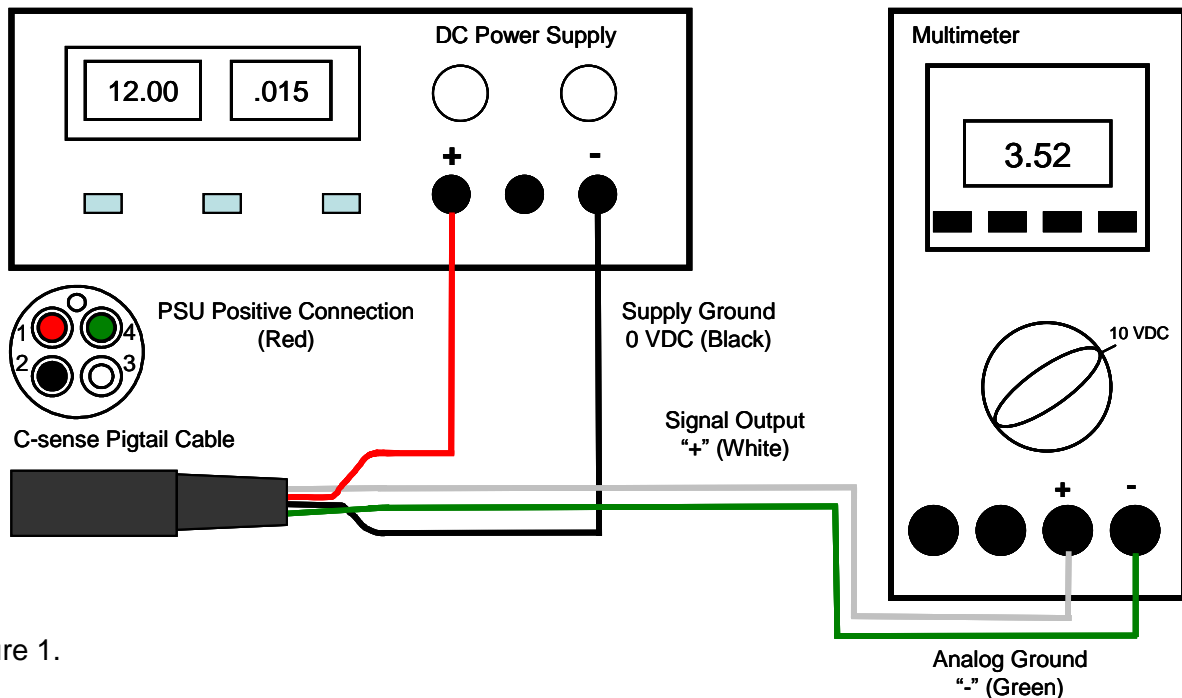 DC Power Supply
12.00
.015
+
-
Multimeter
3.52
10 VDC
+
-
1
4
2
3
PSU Positive Connection
(Red)
Supply Ground
0 VDC (Black)
C-sense Pigtail Cable
Signal Output
“+” (White)
Analog Ground
“-” (Green)
ure 1.